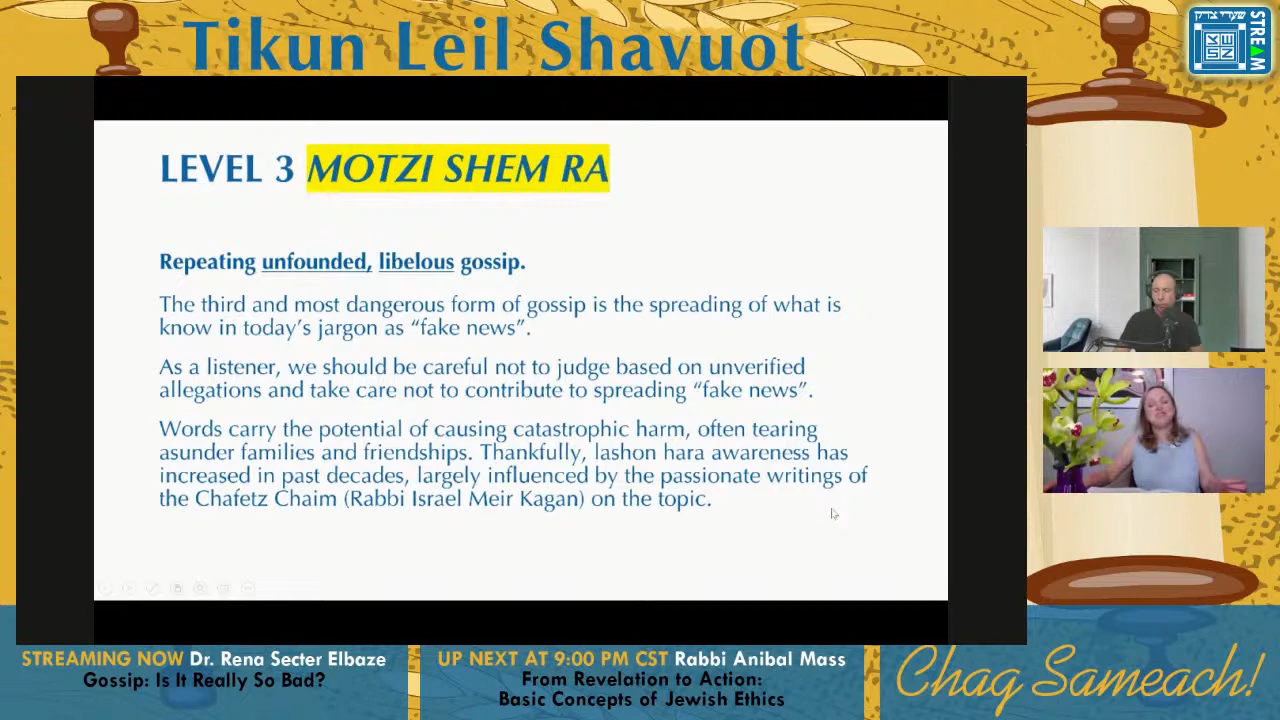 Tikun Leil Shavuot
שערי צדק
STREAM
LEVEL 3 MOTZI SHEM RA
Repeating unfounded, libelous gossip.
The third and most dangerous form of gossip is the spreading of what is
know in today's jargon as “fake news”.
As a listener, we should be careful not to judge based on unverified
allegations and take care not to contribute to spreading “fake news”.
Words carry the potential of causing catastrophic harm, often tearing
asunder families and friendships. Thankfully, lashon hara awareness has
increased in past decades, largely influenced by the passionate writings of
the Chafetz Chaim (Rabbi Israel Meir Kagan) on the topic.
STREAMING NOW Dr. Rena Secter Elbaze
Gossip: Is It Really So Bad?
UP NEXT AT 9:00 PM CST Rabbi Anibal Mass
From Revelation to Action:
Basic Concepts of Jewish Ethics
Chag Sameach!